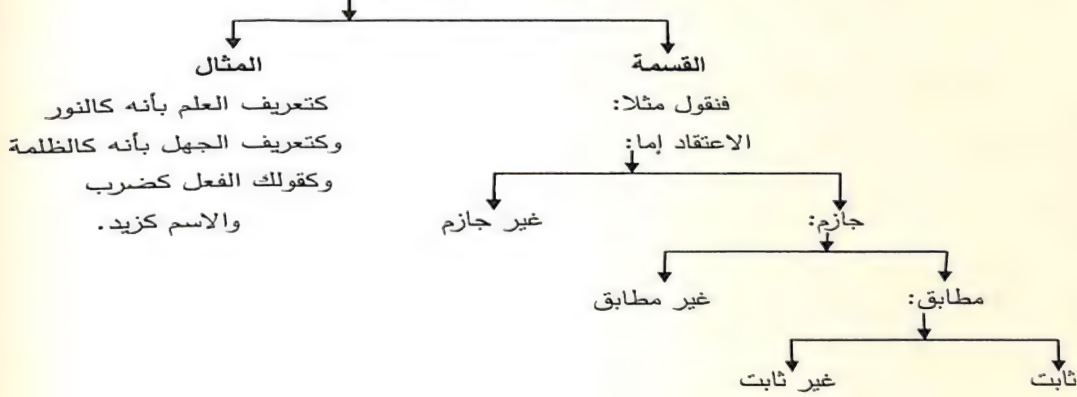 القسمة
فنقول مثلا:
الاعتقاد إما:
جازم:
غير جازم
مطابق:
غير مطابق
ثابت
غير ثابت
المثال
كتعريف العلم بأنه كالنور
وكتعريف الجهل بأنه كالظلمة
وكقولك الفعل كضرب
والاسم كزيد.